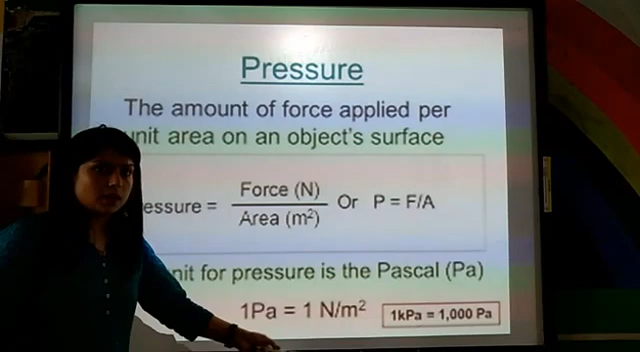 Pressure
The amount of force applied per
unit area on an object's surface
essure = Force (N) / Area (m²) Or P = F/A
nit for pressure is the Pascal (Pa)
1Pa = 1 N/m²
1kPa = 1,000 Pa